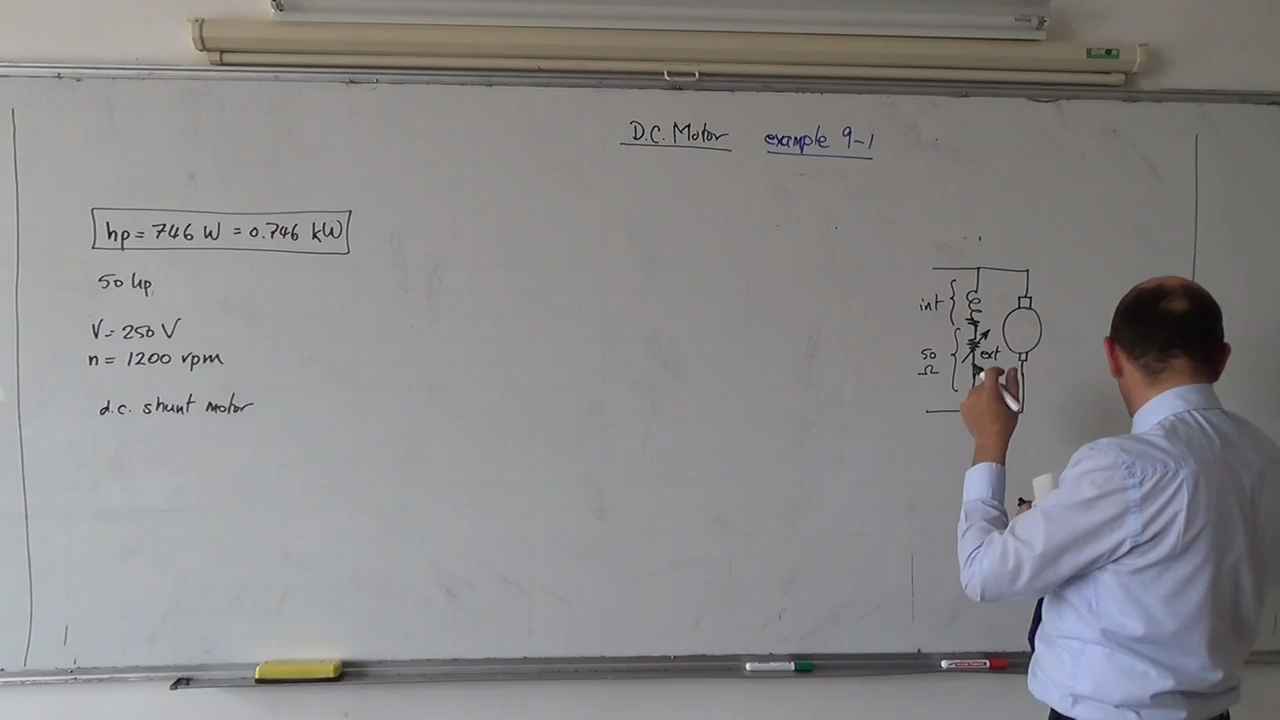 D.C. Motor example 9-1
hp = 746 W = 0.746 kW
50 hp
V = 250 V
n = 1200 rpm
d.c. shunt motor
int
50 ext
Ω